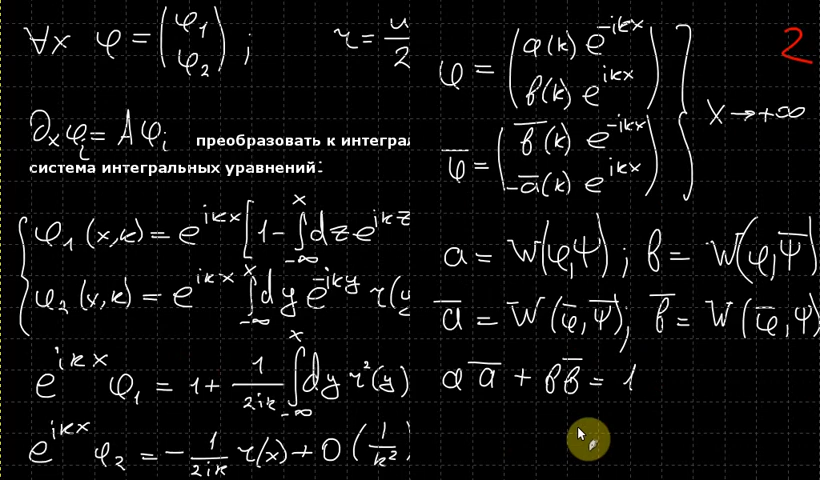 ∀x φ = (φ₁ φ₂) ; r = u/2
∂ₓφᵢ = Aφᵢ преобразовать к интеграл
система интегральных уравнений:
φ₁(x,k) = e^{ikx}[1 - ∫_{-∞}^{x} dz e^{ikz}
φ₂(x,k) = e^{ikx} ∫_{-∞}^{x} dy e^{-iky} r(y
e^{ikx} φ₁ = 1 + 1/2ik ∫_{-∞}^{x} dy r²(y)
e^{ikx} φ₂ = - 1/2ik r(x) + O(1/k²)
2
φ = (a(k) e^{-ikx} b(k) e^{ikx})
φ̄ = (b̄(k) e^{-ikx} -ā(k) e^{ikx}) } x → +∞
a = W(φ,Ψ) ; b = W(φ,Ψ̄)
ā = W(φ̄,Ψ̄), b̄ = W(φ̄,Ψ)
aā + bb̄ = 1